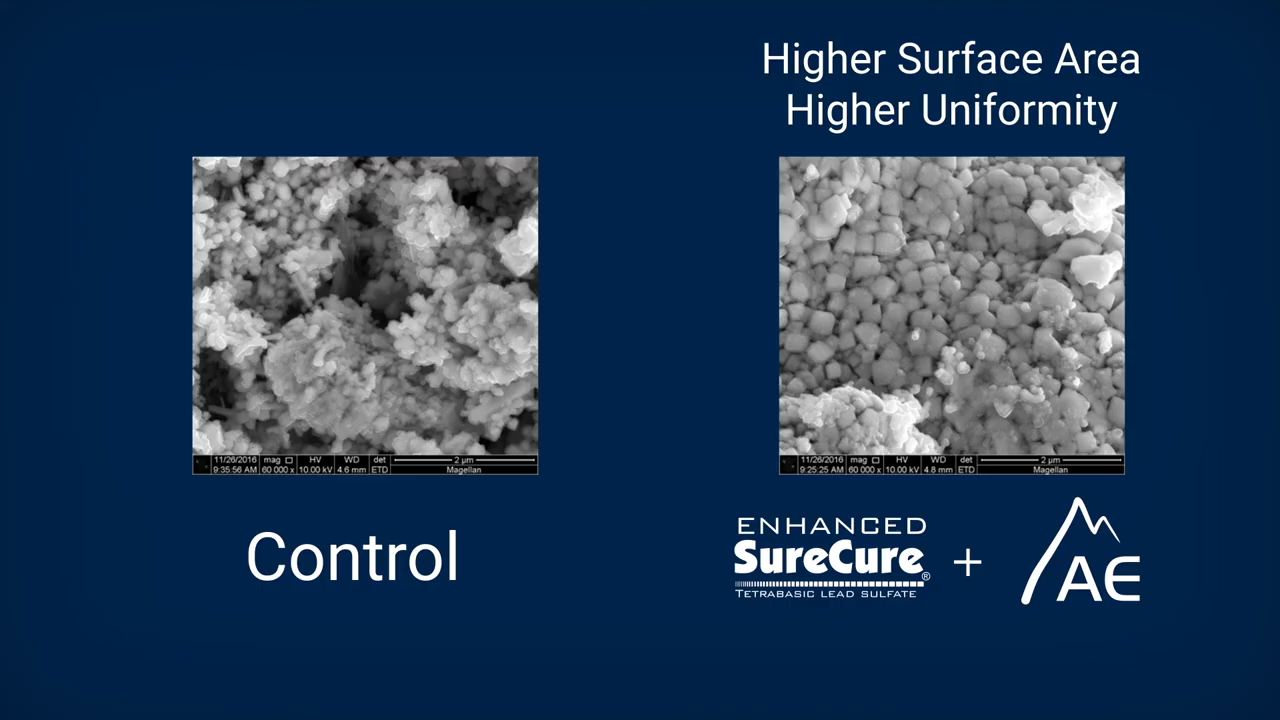 Higher Surface Area
Higher Uniformity
11/26/2016 mag HV WD det 2 µm
9:35:56 AM 60 000 x 10.00 kV 4.6 mm ETD Magellan
11/26/2016 mag HV WD det 2 µm
9:25:25 AM 60 000 x 10.00 kV 4.8 mm ETD Magellan
Control
ENHANCED
SureCure®
TETRABASIC LEAD SULFATE
+
AE